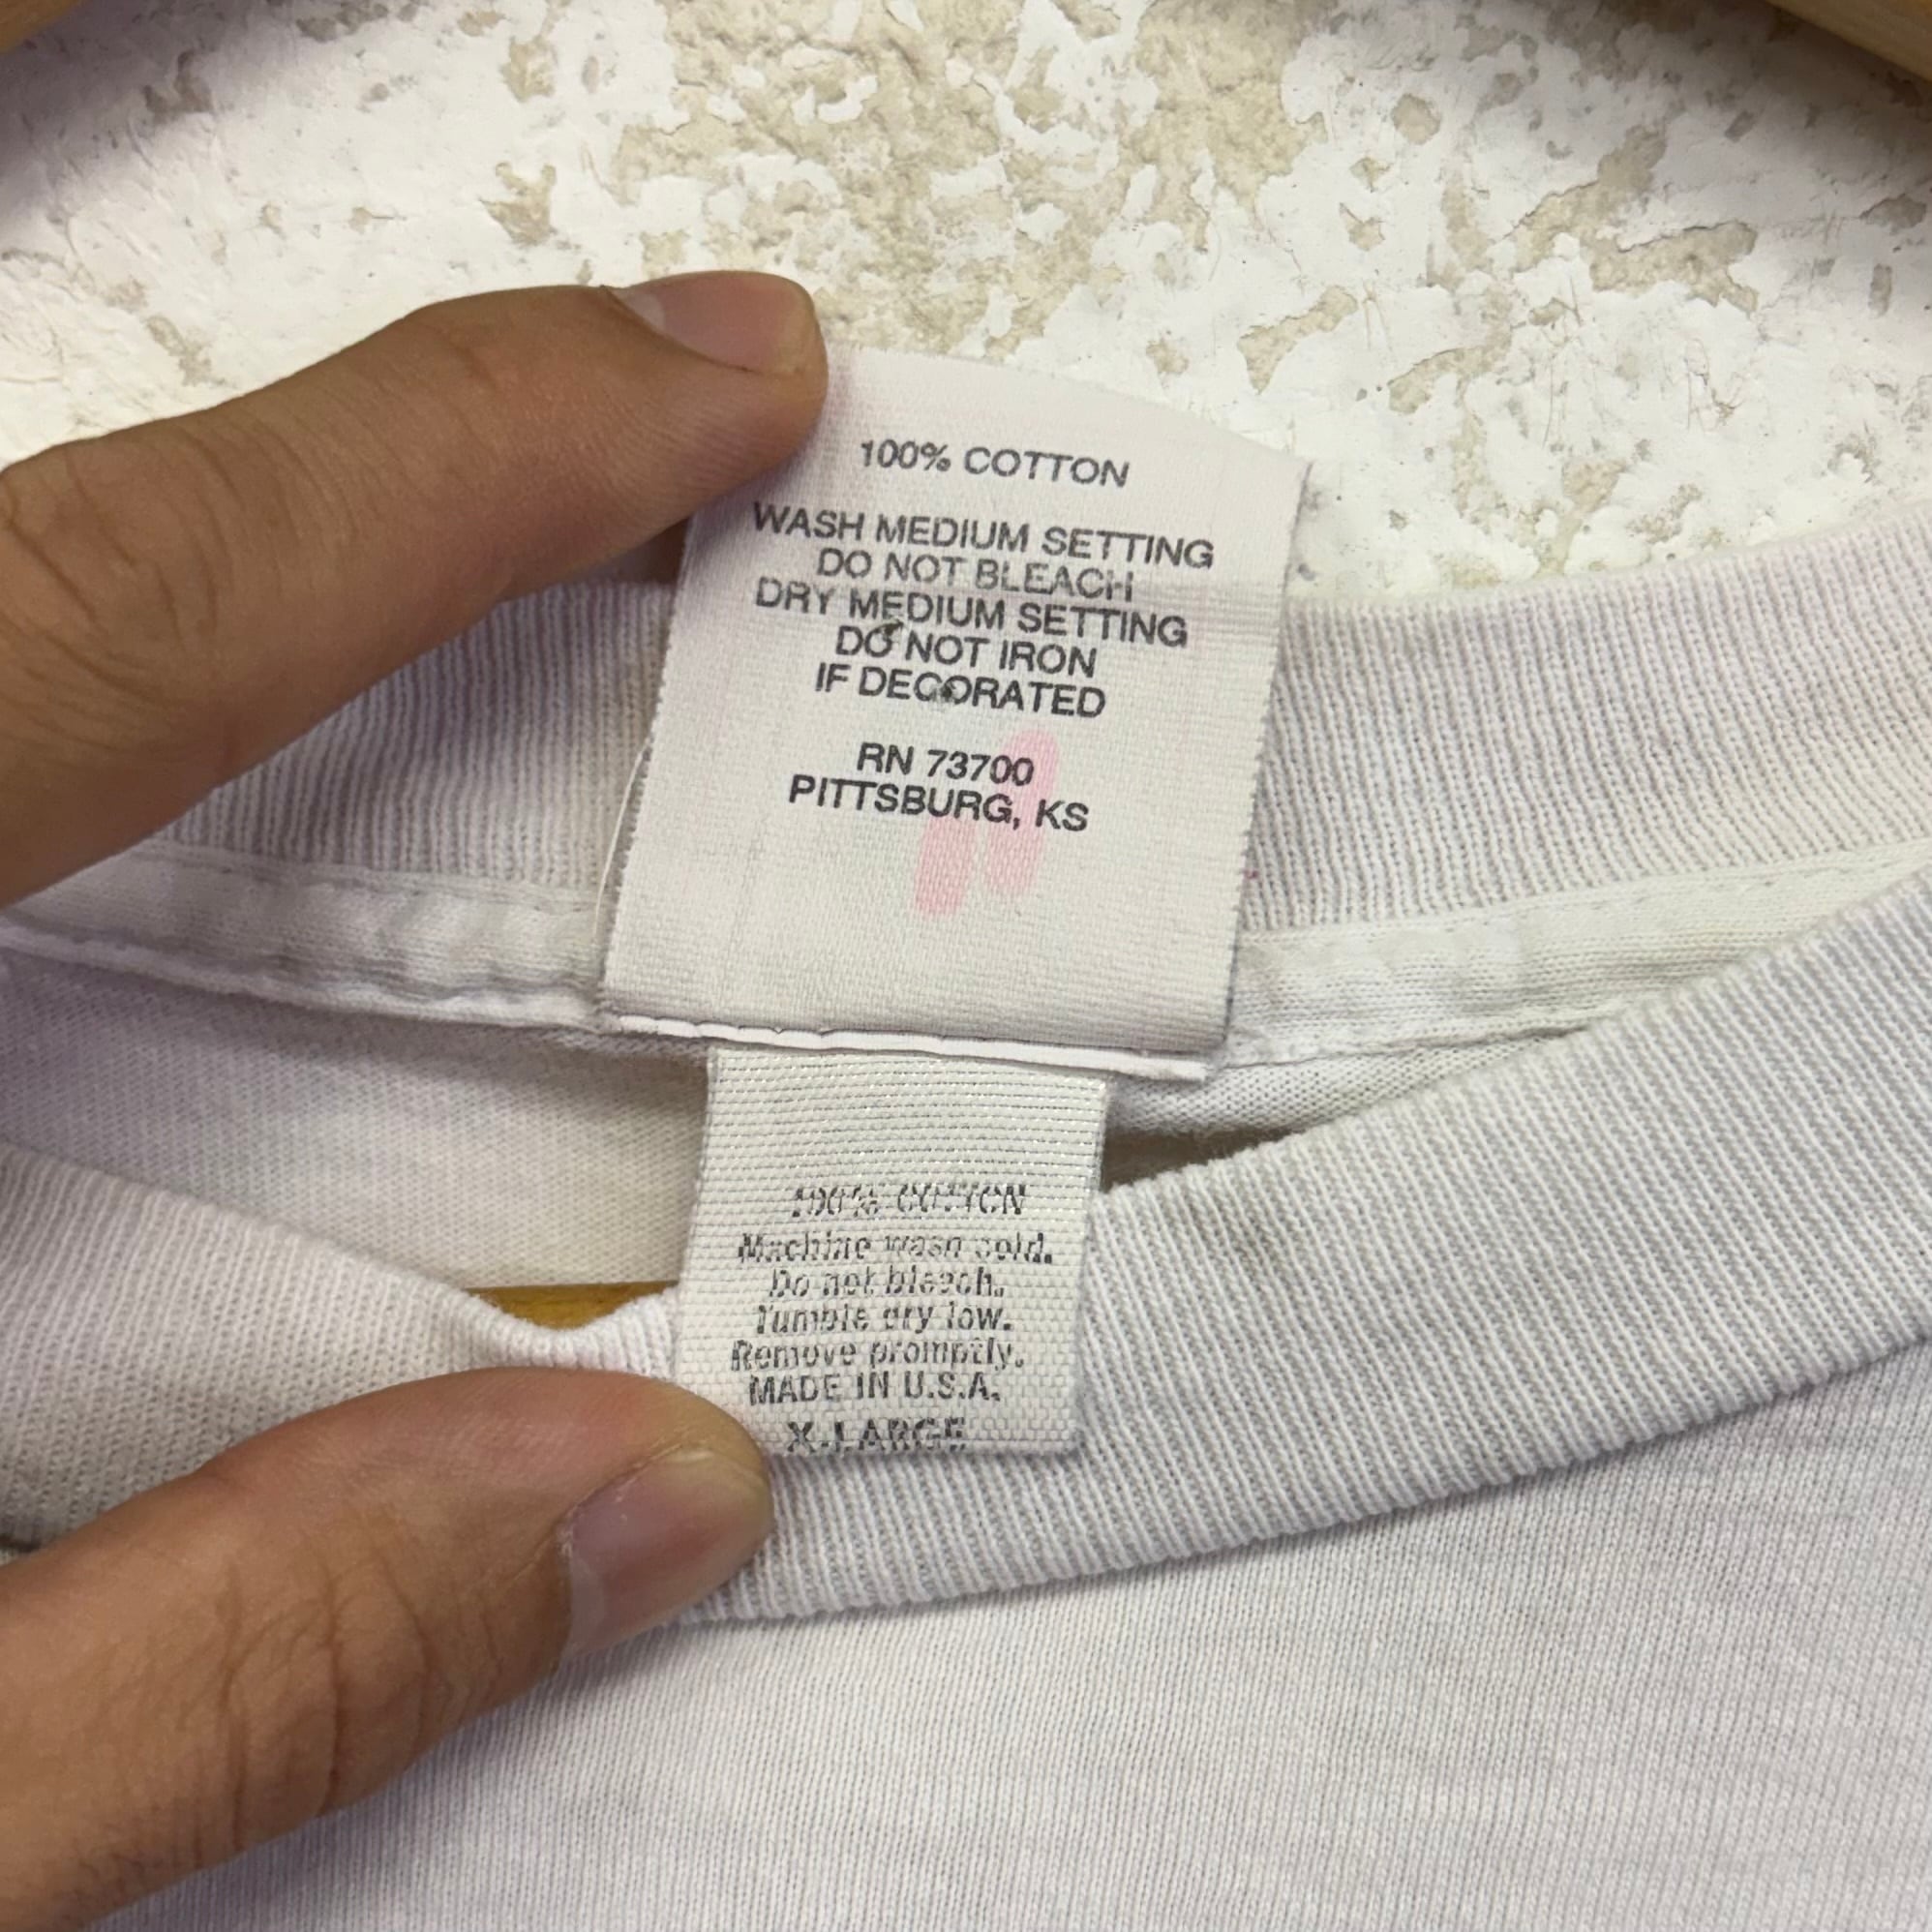 100% COTTON
WASH MEDIUM SETTING
DO NOT BLEACH
DRY MEDIUM SETTING
DO NOT IRON
IF DECORATED
RN 73700
PITTSBURG, KS
100% COTTON
Machine wash cold.
Do not bleach.
Tumble dry low.
Remove promptly.
MADE IN U.S.A.
X-LARGE